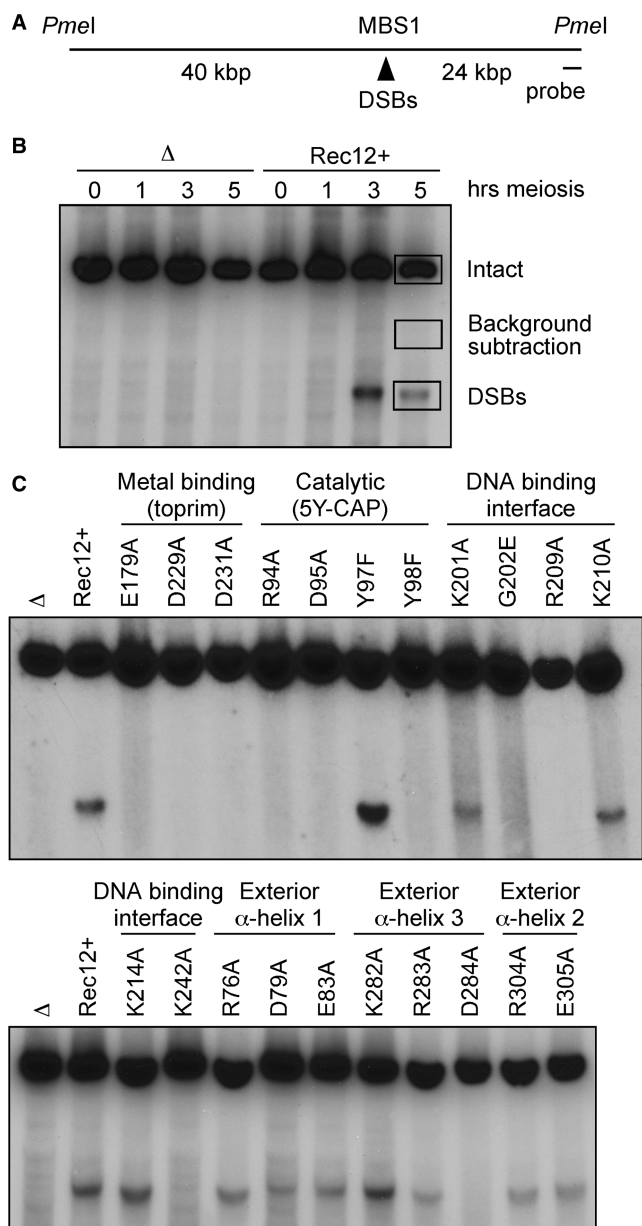 A
PmeI MBS1 PmeI
40 kbp 24 kbp
DSBs probe
B
Δ Rec12+
0 1 3 5 0 1 3 5 hrs meiosis
Intact
Background
subtraction
DSBs
C
Metal binding Catalytic DNA binding
(toprim) (5Y-CAP) interface
Δ Rec12+ E179A D229A D231A R94A D95A Y97F Y98F K201A G202E R209A K210A
DNA binding Exterior Exterior Exterior
interface α-helix 1 α-helix 3 α-helix 2
Δ Rec12+ K214A K242A R76A D79A E83A K282A R283A D284A R304A E305A